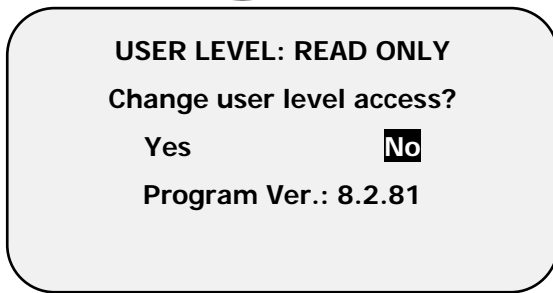 USER LEVEL: READ ONLY
Change user level access?
Yes No
Program Ver.: 8.2.81